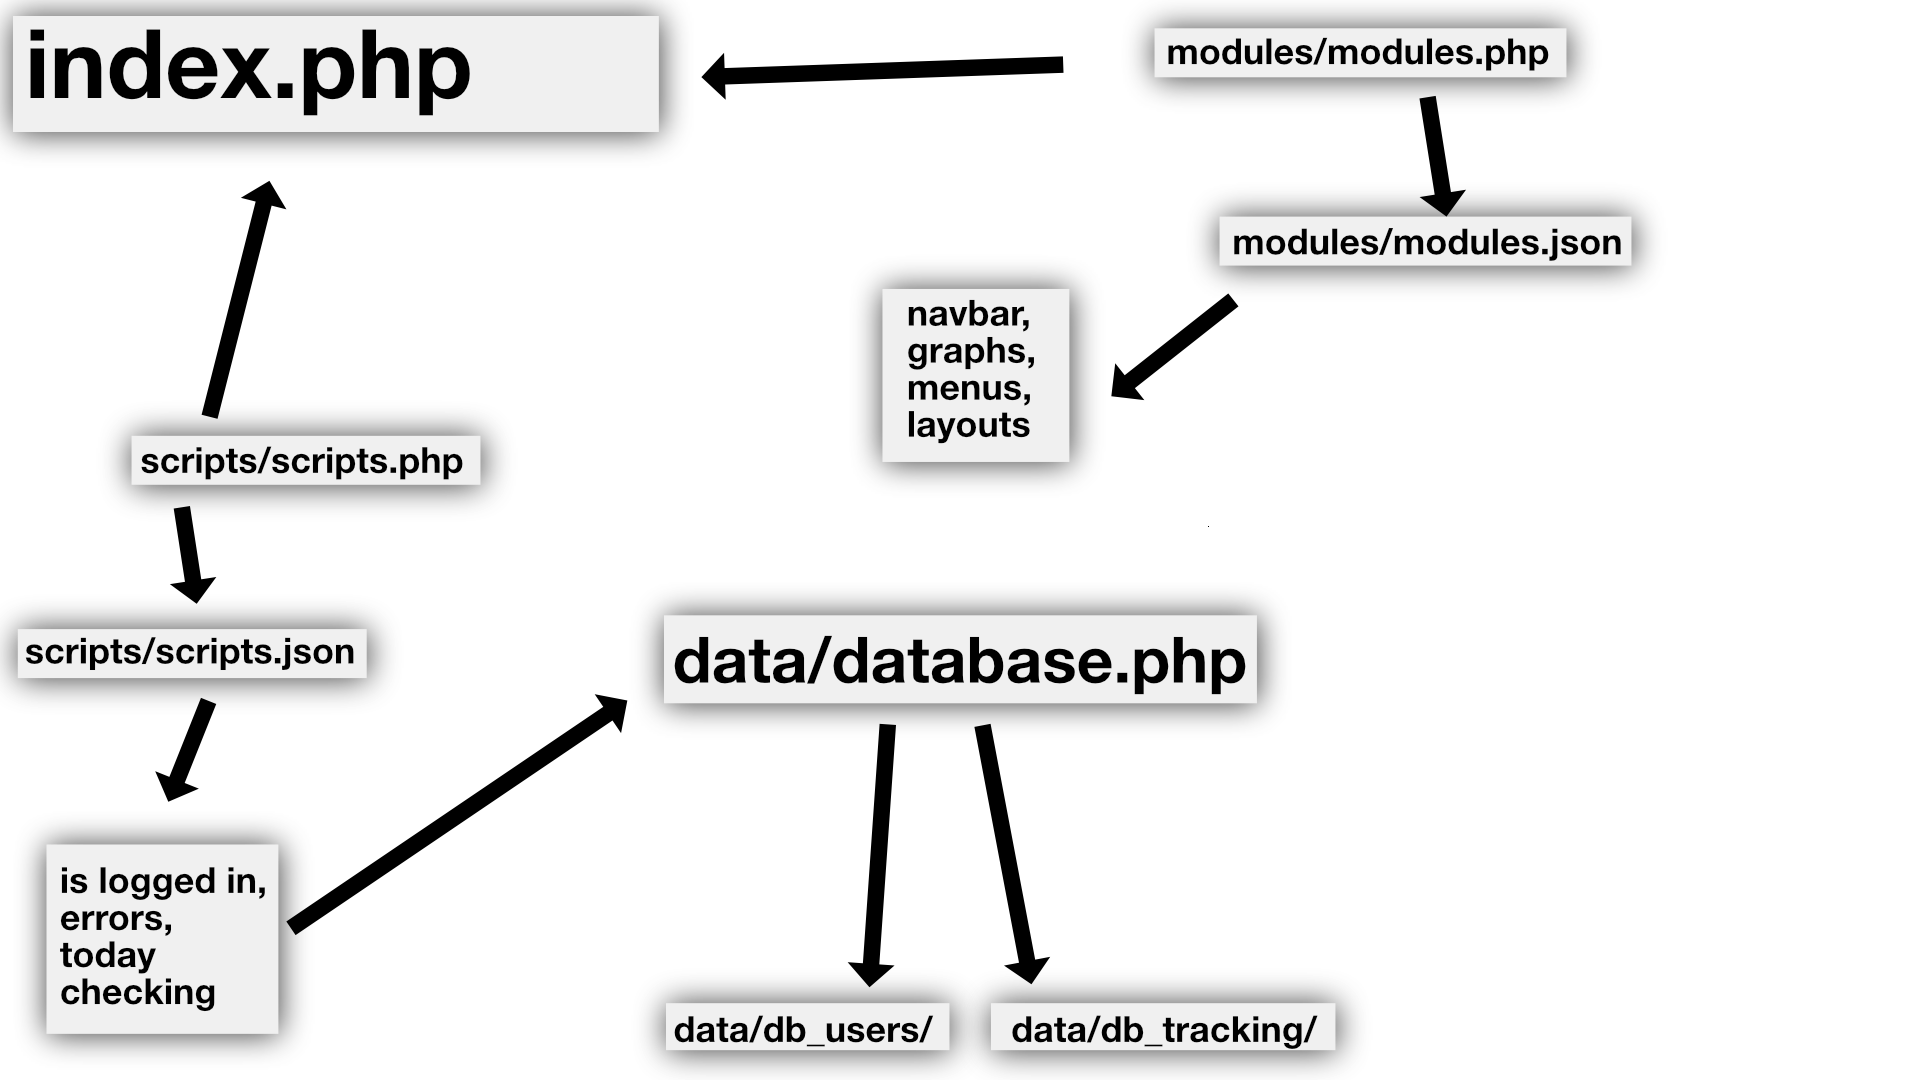 index.php
modules/modules.php
modules/modules.json
navbar,
graphs,
menus,
layouts
scripts/scripts.php
scripts/scripts.json
data/database.php
is logged in,
errors,
today
checking
data/db_users/
data/db_tracking/